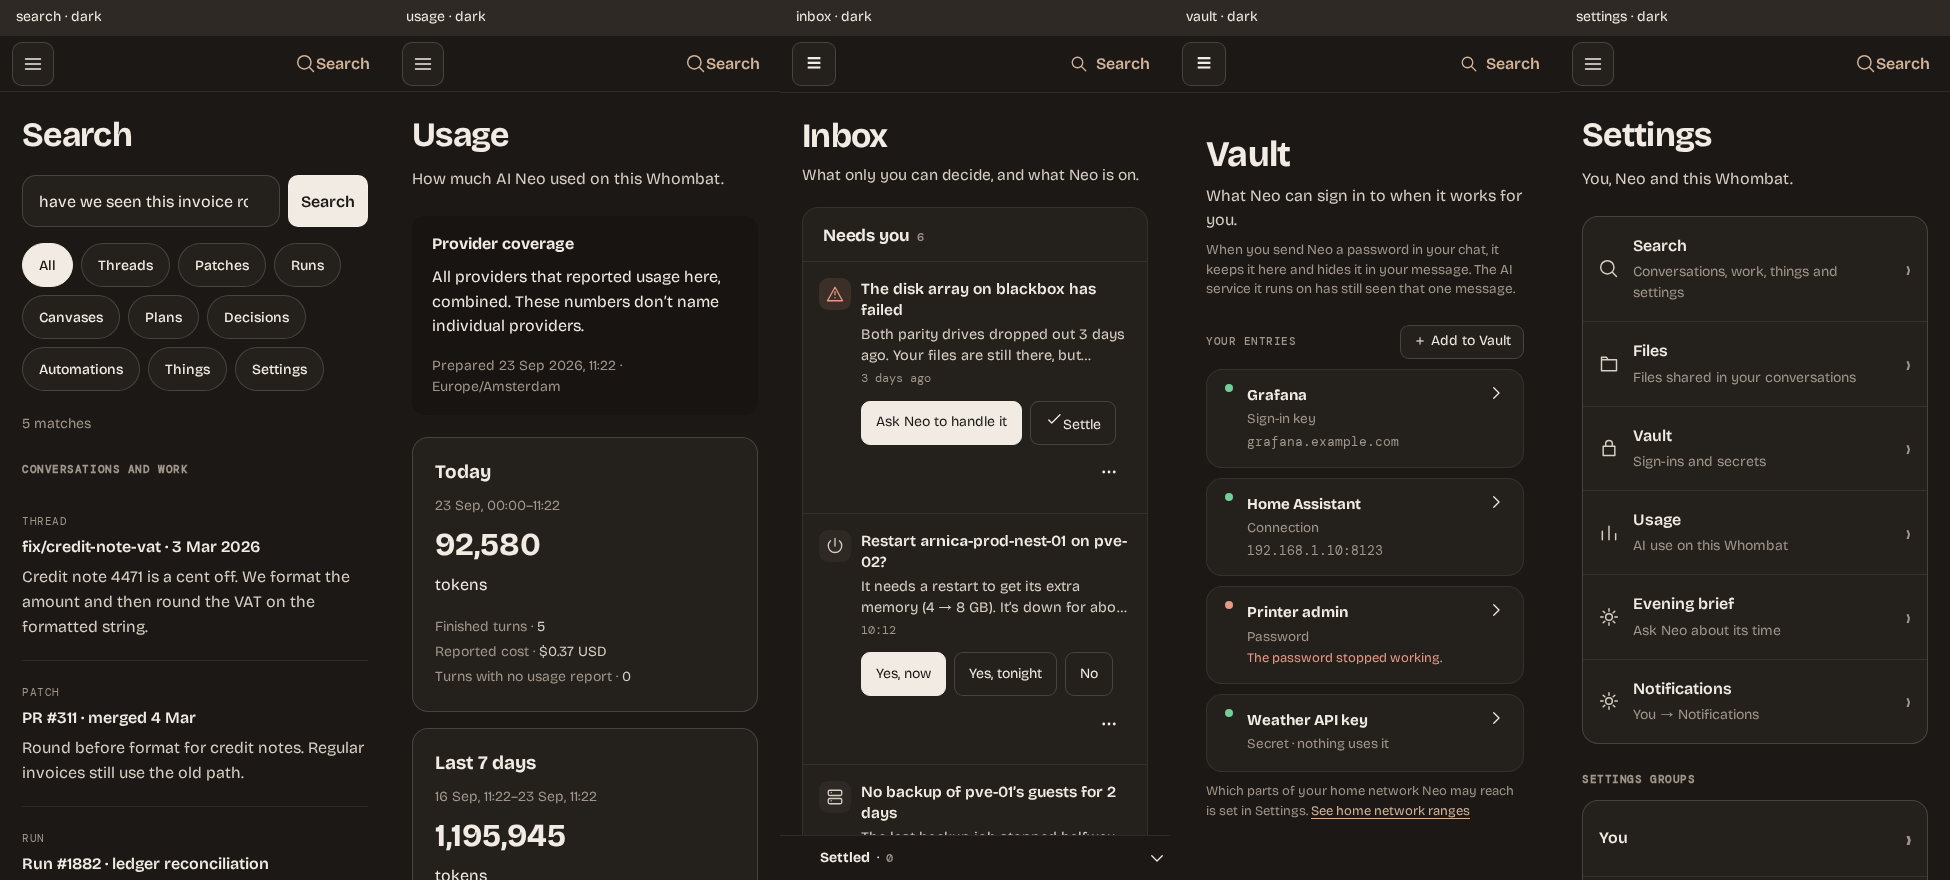 search · dark
Search
Search
have we seen this invoice ro
Search
All
Threads
Patches
Runs
Canvases
Plans
Decisions
Automations
Things
Settings
5 matches
CONVERSATIONS AND WORK
THREAD
fix/credit-note-vat · 3 Mar 2026
Credit note 4471 is a cent off. We format the
amount and then round the VAT on the
formatted string.
PATCH
PR #311 · merged 4 Mar
Round before format for credit notes. Regular
invoices still use the old path.
RUN
Run #1882 · ledger reconciliation
usage · dark
Search
Usage
How much AI Neo used on this Whombat.
Provider coverage
All providers that reported usage here,
combined. These numbers don't name
individual providers.
Prepared 23 Sep 2026, 11:22 ·
Europe/Amsterdam
Today
23 Sep, 00:00–11:22
92,580
tokens
Finished turns · 5
Reported cost · $0.37 USD
Turns with no usage report · 0
Last 7 days
16 Sep, 11:22–23 Sep, 11:22
1,195,945
tokens
inbox · dark
Search
Inbox
What only you can decide, and what Neo is on.
Needs you 6
The disk array on blackbox has
failed
Both parity drives dropped out 3 days
ago. Your files are still there, but...
3 days ago
Ask Neo to handle it
Settle
Restart arnica-prod-nest-01 on pve-
02?
It needs a restart to get its extra
memory (4 → 8 GB). It's down for abo...
10:12
Yes, now
Yes, tonight
No
No backup of pve-01's guests for 2
days
The last backup job stopped halfway
Settled · 0
vault · dark
Search
Vault
What Neo can sign in to when it works for
you.
When you send Neo a password in your chat, it
keeps it here and hides it in your message. The AI
service it runs on has still seen that one message.
YOUR ENTRIES
+ Add to Vault
Grafana
Sign-in key
grafana.example.com
Home Assistant
Connection
192.168.1.10:8123
Printer admin
Password
The password stopped working.
Weather API key
Secret · nothing uses it
Which parts of your home network Neo may reach
is set in Settings. See home network ranges
settings · dark
Search
Settings
You, Neo and this Whombat.
Search
Conversations, work, things and
settings
Files
Files shared in your conversations
Vault
Sign-ins and secrets
Usage
AI use on this Whombat
Evening brief
Ask Neo about its time
Notifications
You → Notifications
SETTINGS GROUPS
You